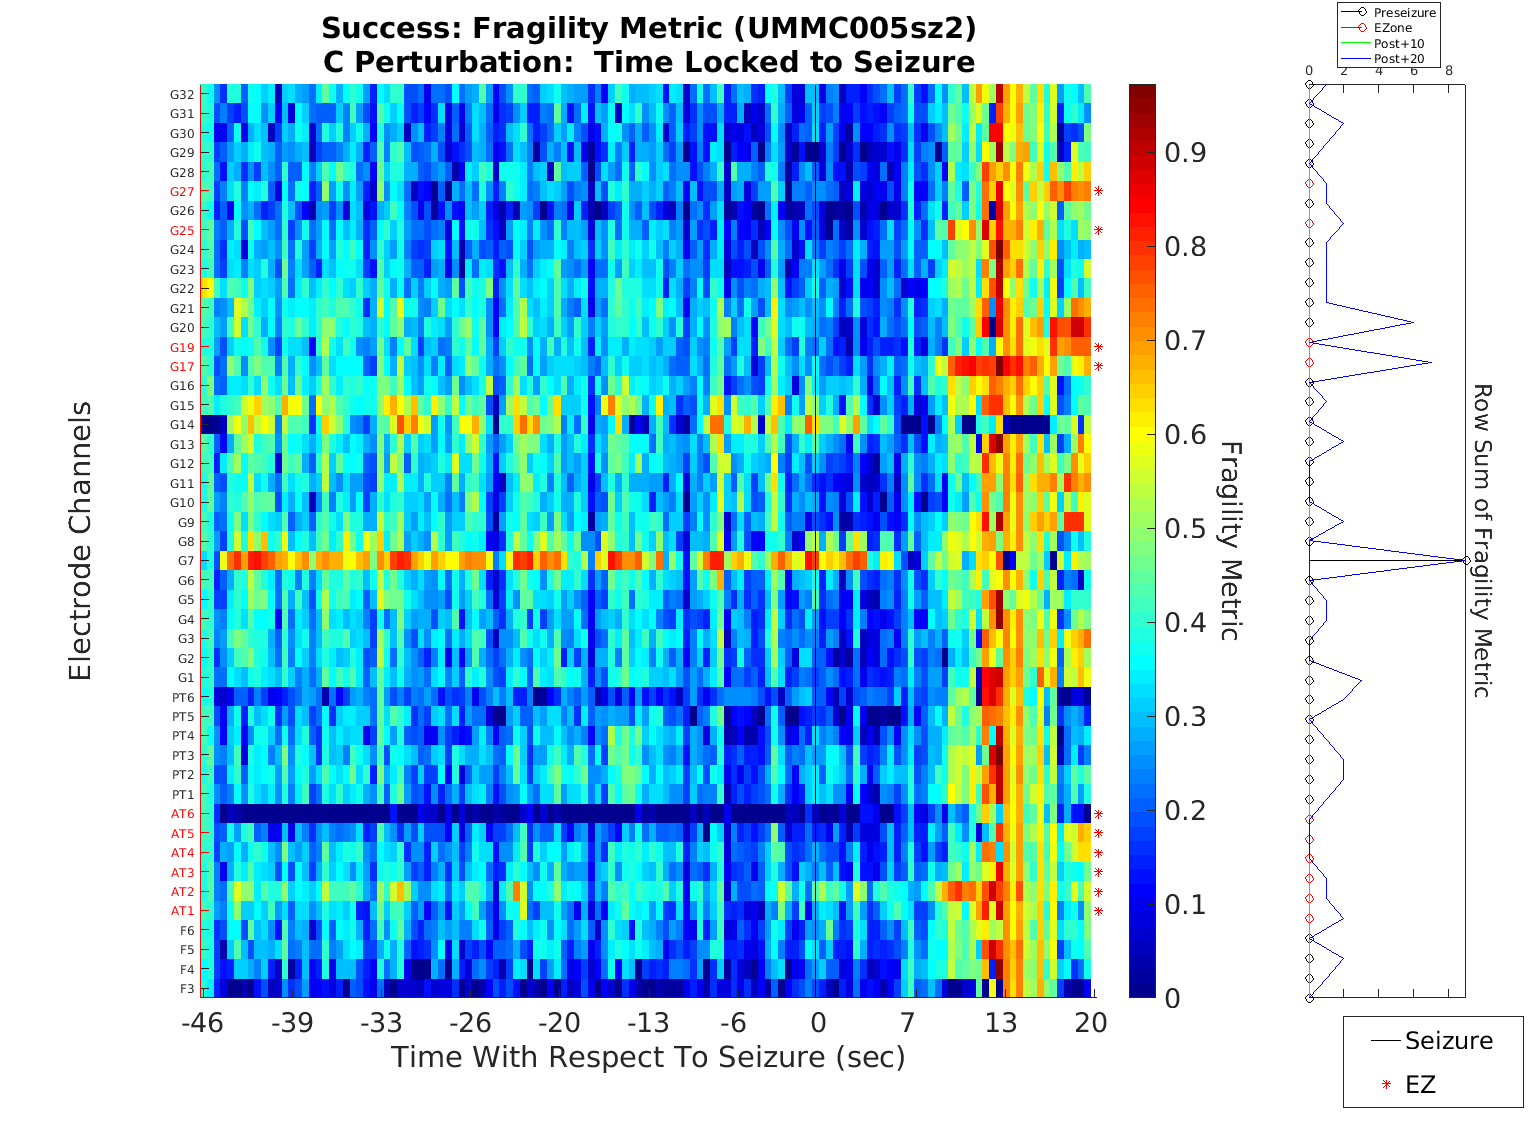 Success: Fragility Metric (UMMC005sz2)
C Perturbation:  Time Locked to Seizure
Electrode Channels
G32
G31
G30
G29
G28
G27
G26
G25
G24
G23
G22
G21
G20
G19
G17
G16
G15
G14
G13
G12
G11
G10
G9
G8
G7
G6
G5
G4
G3
G2
G1
PT6
PT5
PT4
PT3
PT2
PT1
AT6
AT5
AT4
AT3
AT2
AT1
F6
F5
F4
F3
-46 -39 -33 -26 -20 -13 -6 0 7 13 20
Time With Respect To Seizure (sec)
0.9
0.8
0.7
0.6
0.5
0.4
0.3
0.2
0.1
0
Fragility Metric
Preseizure
EZone
Post+10
Post+20
0 2 4 6 8
Row Sum of Fragility Metric
Seizure
EZ